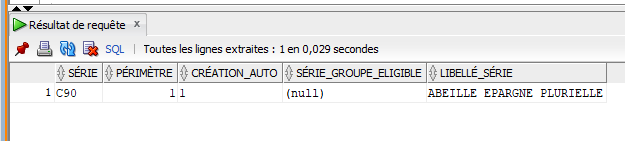 Résultat de requête x
SQL | Toutes les lignes extraites : 1 en 0,029 secondes
SÉRIE PÉRIMÈTRE CRÉATION_AUTO SÉRIE_GROUPE_ELIGIBLE LIBELLÉ_SÉRIE
1 C90 1 1 (null) ABEILLE EPARGNE PLURIELLE